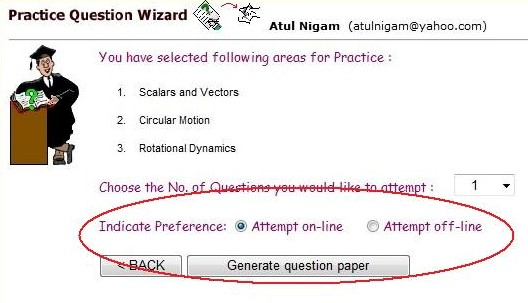 Practice Question Wizard
Atul Nigam (atulnigam@yahoo.com)
You have selected following areas for Practice :
1. Scalars and Vectors
2. Circular Motion
3. Rotational Dynamics
Choose the No. of Questions you would like to attempt : 1
Indicate Preference: Attempt on-line Attempt off-line
< BACK Generate question paper